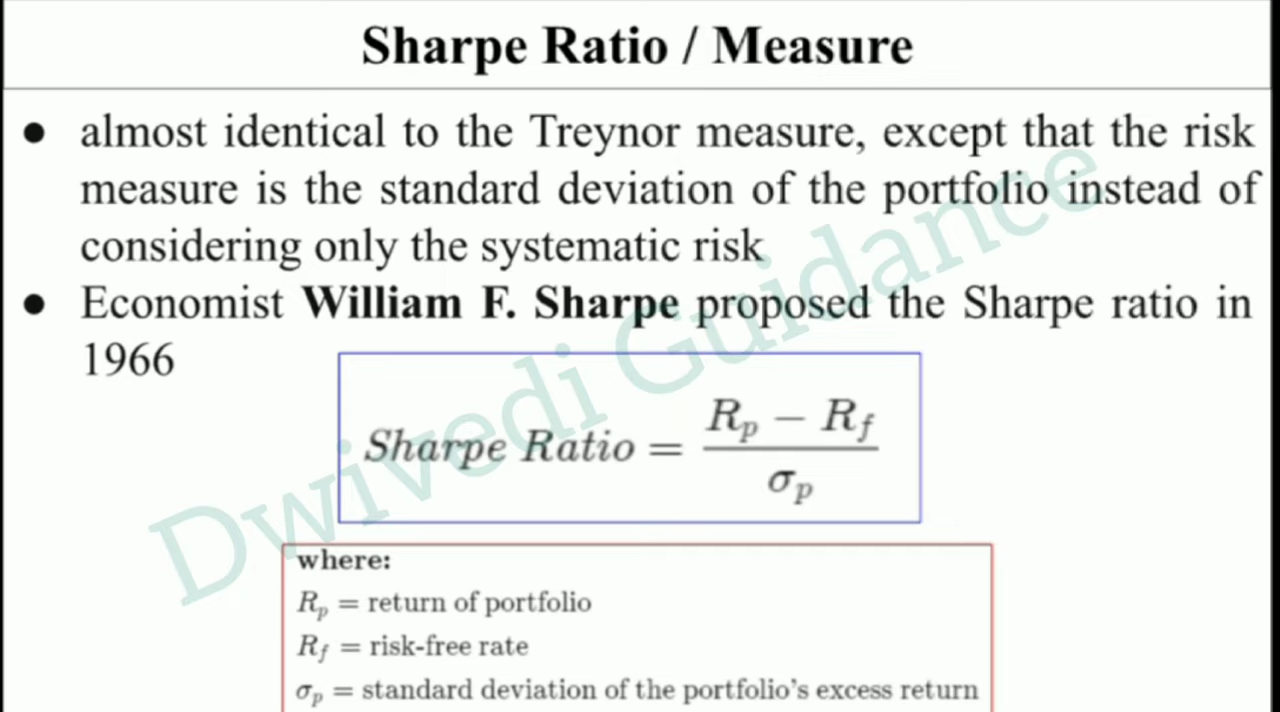 Sharpe Ratio / Measure
● almost identical to the Treynor measure, except that the risk
measure is the standard deviation of the portfolio instead of
considering only the systematic risk
● Economist William F. Sharpe proposed the Sharpe ratio in
1966
Sharpe Ratio = (R_p − R_f) / σ_p
where:
R_p = return of portfolio
R_f = risk-free rate
σ_p = standard deviation of the portfolio's excess return
Dwivedi Guidance